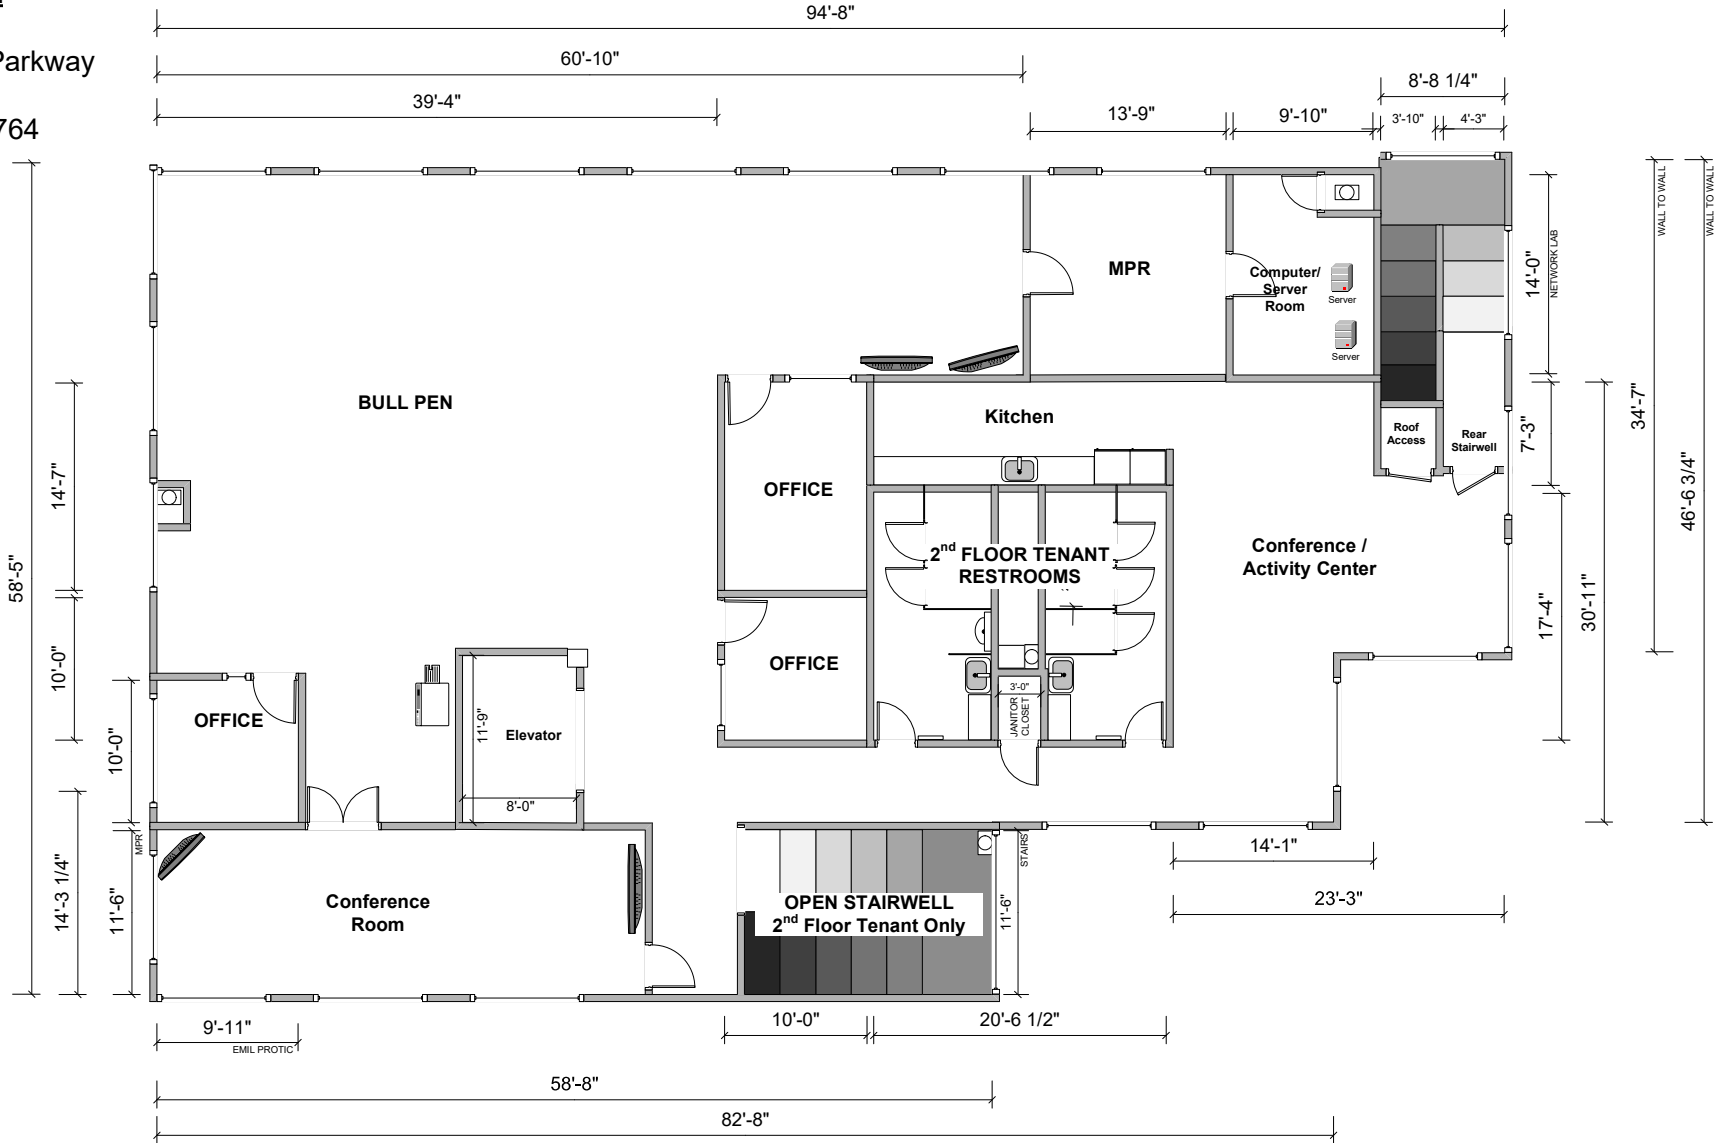 94'-8"
Parkway
60'-10"
8'-8 1/4"
39'-4"
764
13'-9"
9'-10"
3'-10"
4'-3"
WALL TO WALL
WALL TO WALL
14'-0"
NETWORK LAB
MPR
Computer/
Server
Room
Server
Server
BULL PEN
Kitchen
Roof
Access
Rear
Stairwell
7'-3"
34'-7"
46'-6 3/4"
14'-7"
OFFICE
2nd FLOOR TENANT
RESTROOMS
Conference /
Activity Center
58'-5"
17'-4"
30'-11"
10'-0"
OFFICE
3'-0"
JANITOR
CLOSET
OFFICE
11'-9"
Elevator
8'-0"
10'-0"
MPR
STAIRS
14'-1"
14'-3 1/4"
11'-6"
Conference
Room
OPEN STAIRWELL
2nd Floor Tenant Only
11'-6"
23'-3"
9'-11"
EMIL PROTIC
10'-0"
20'-6 1/2"
58'-8"
82'-8"